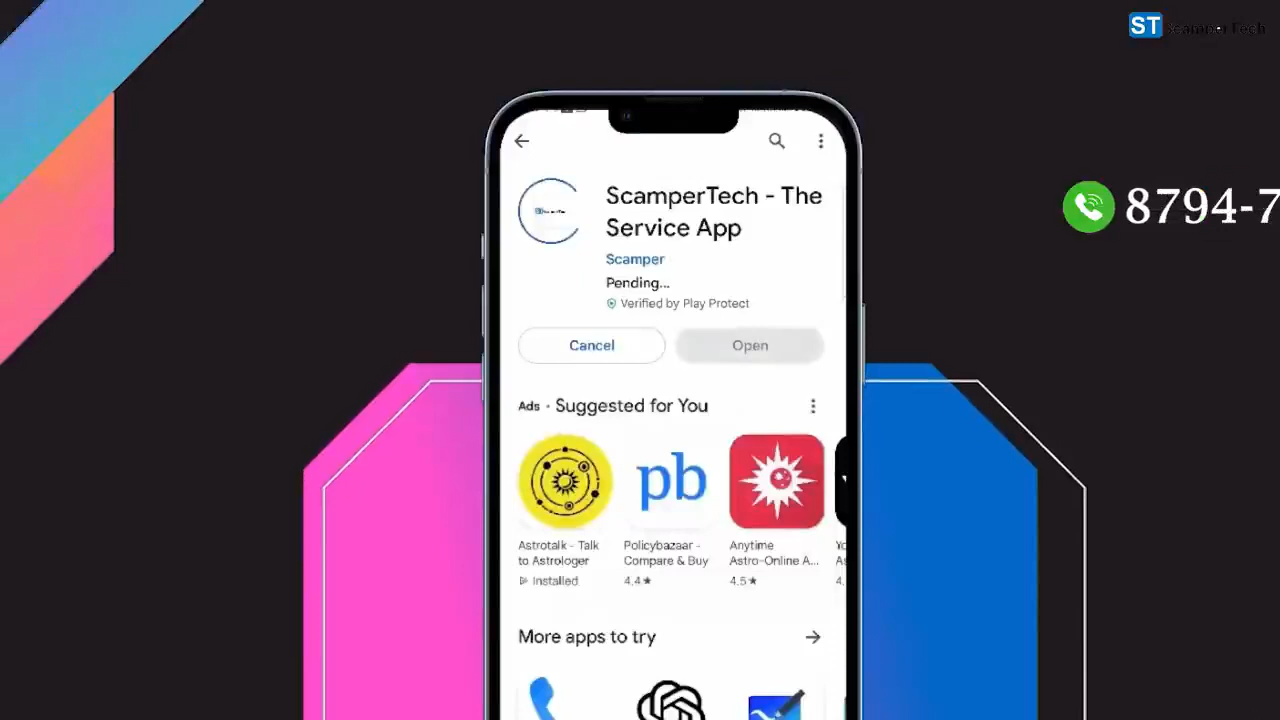 ST ScamperTech
8794-7
ScamperTech - The
Service App
Scamper
Pending...
Verified by Play Protect
Cancel
Open
Ads · Suggested for You
pb
Astrotalk - Talk
to Astrologer
Installed
Policybazaar -
Compare & Buy
4.4★
Anytime
Astro-Online A...
4.5★
More apps to try